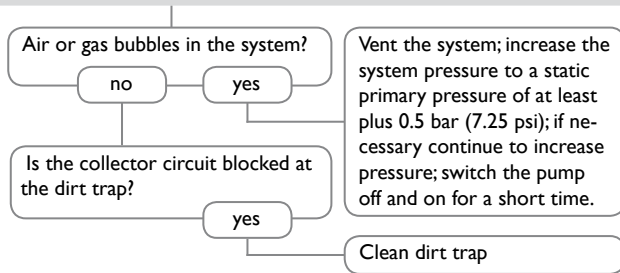 Air or gas bubbles in the system?
no
yes
Vent the system; increase the
system pressure to a static
primary pressure of at least
plus 0.5 bar (7.25 psi); if ne-
cessary continue to increase
pressure; switch the pump
off and on for a short time.
Is the collector circuit blocked at
the dirt trap?
yes
Clean dirt trap